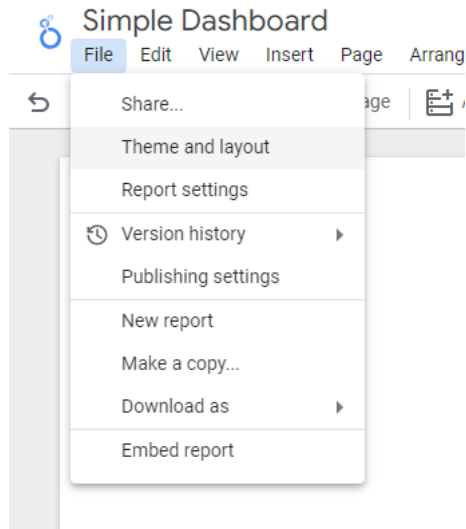 Simple Dashboard
File Edit View Insert Page Arrang
age
Share...
Theme and layout
Report settings
Version history
Publishing settings
New report
Make a copy...
Download as
Embed report